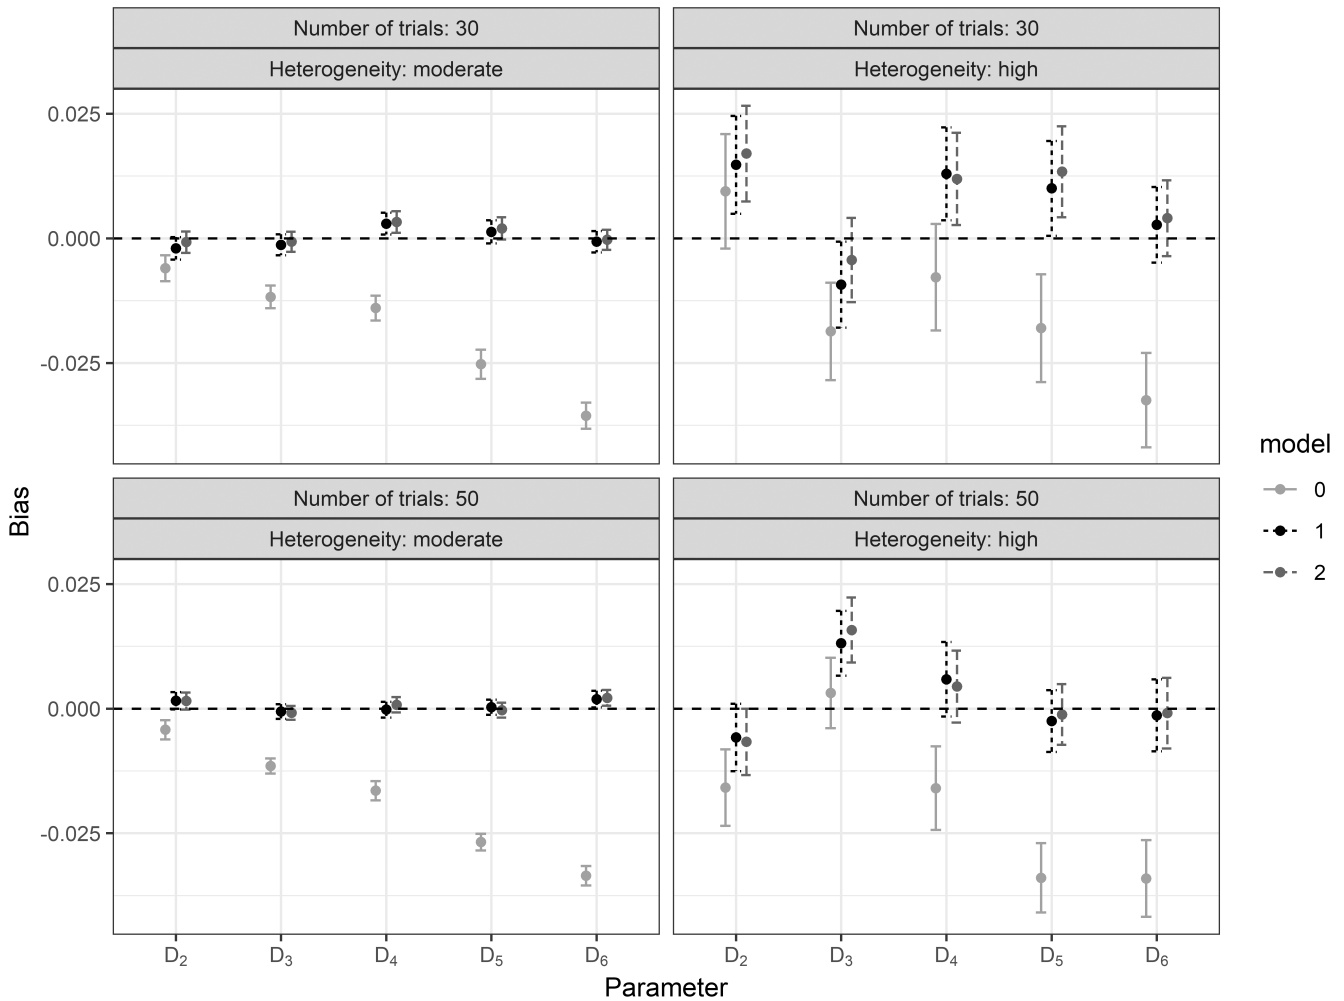 Number of trials: 30
Heterogeneity: moderate
Number of trials: 30
Heterogeneity: high
0.025
0.000
-0.025
Number of trials: 50
Heterogeneity: moderate
Number of trials: 50
Heterogeneity: high
0.025
0.000
-0.025
D2 D3 D4 D5 D6
D2 D3 D4 D5 D6
Parameter
Bias
model
0
1
2